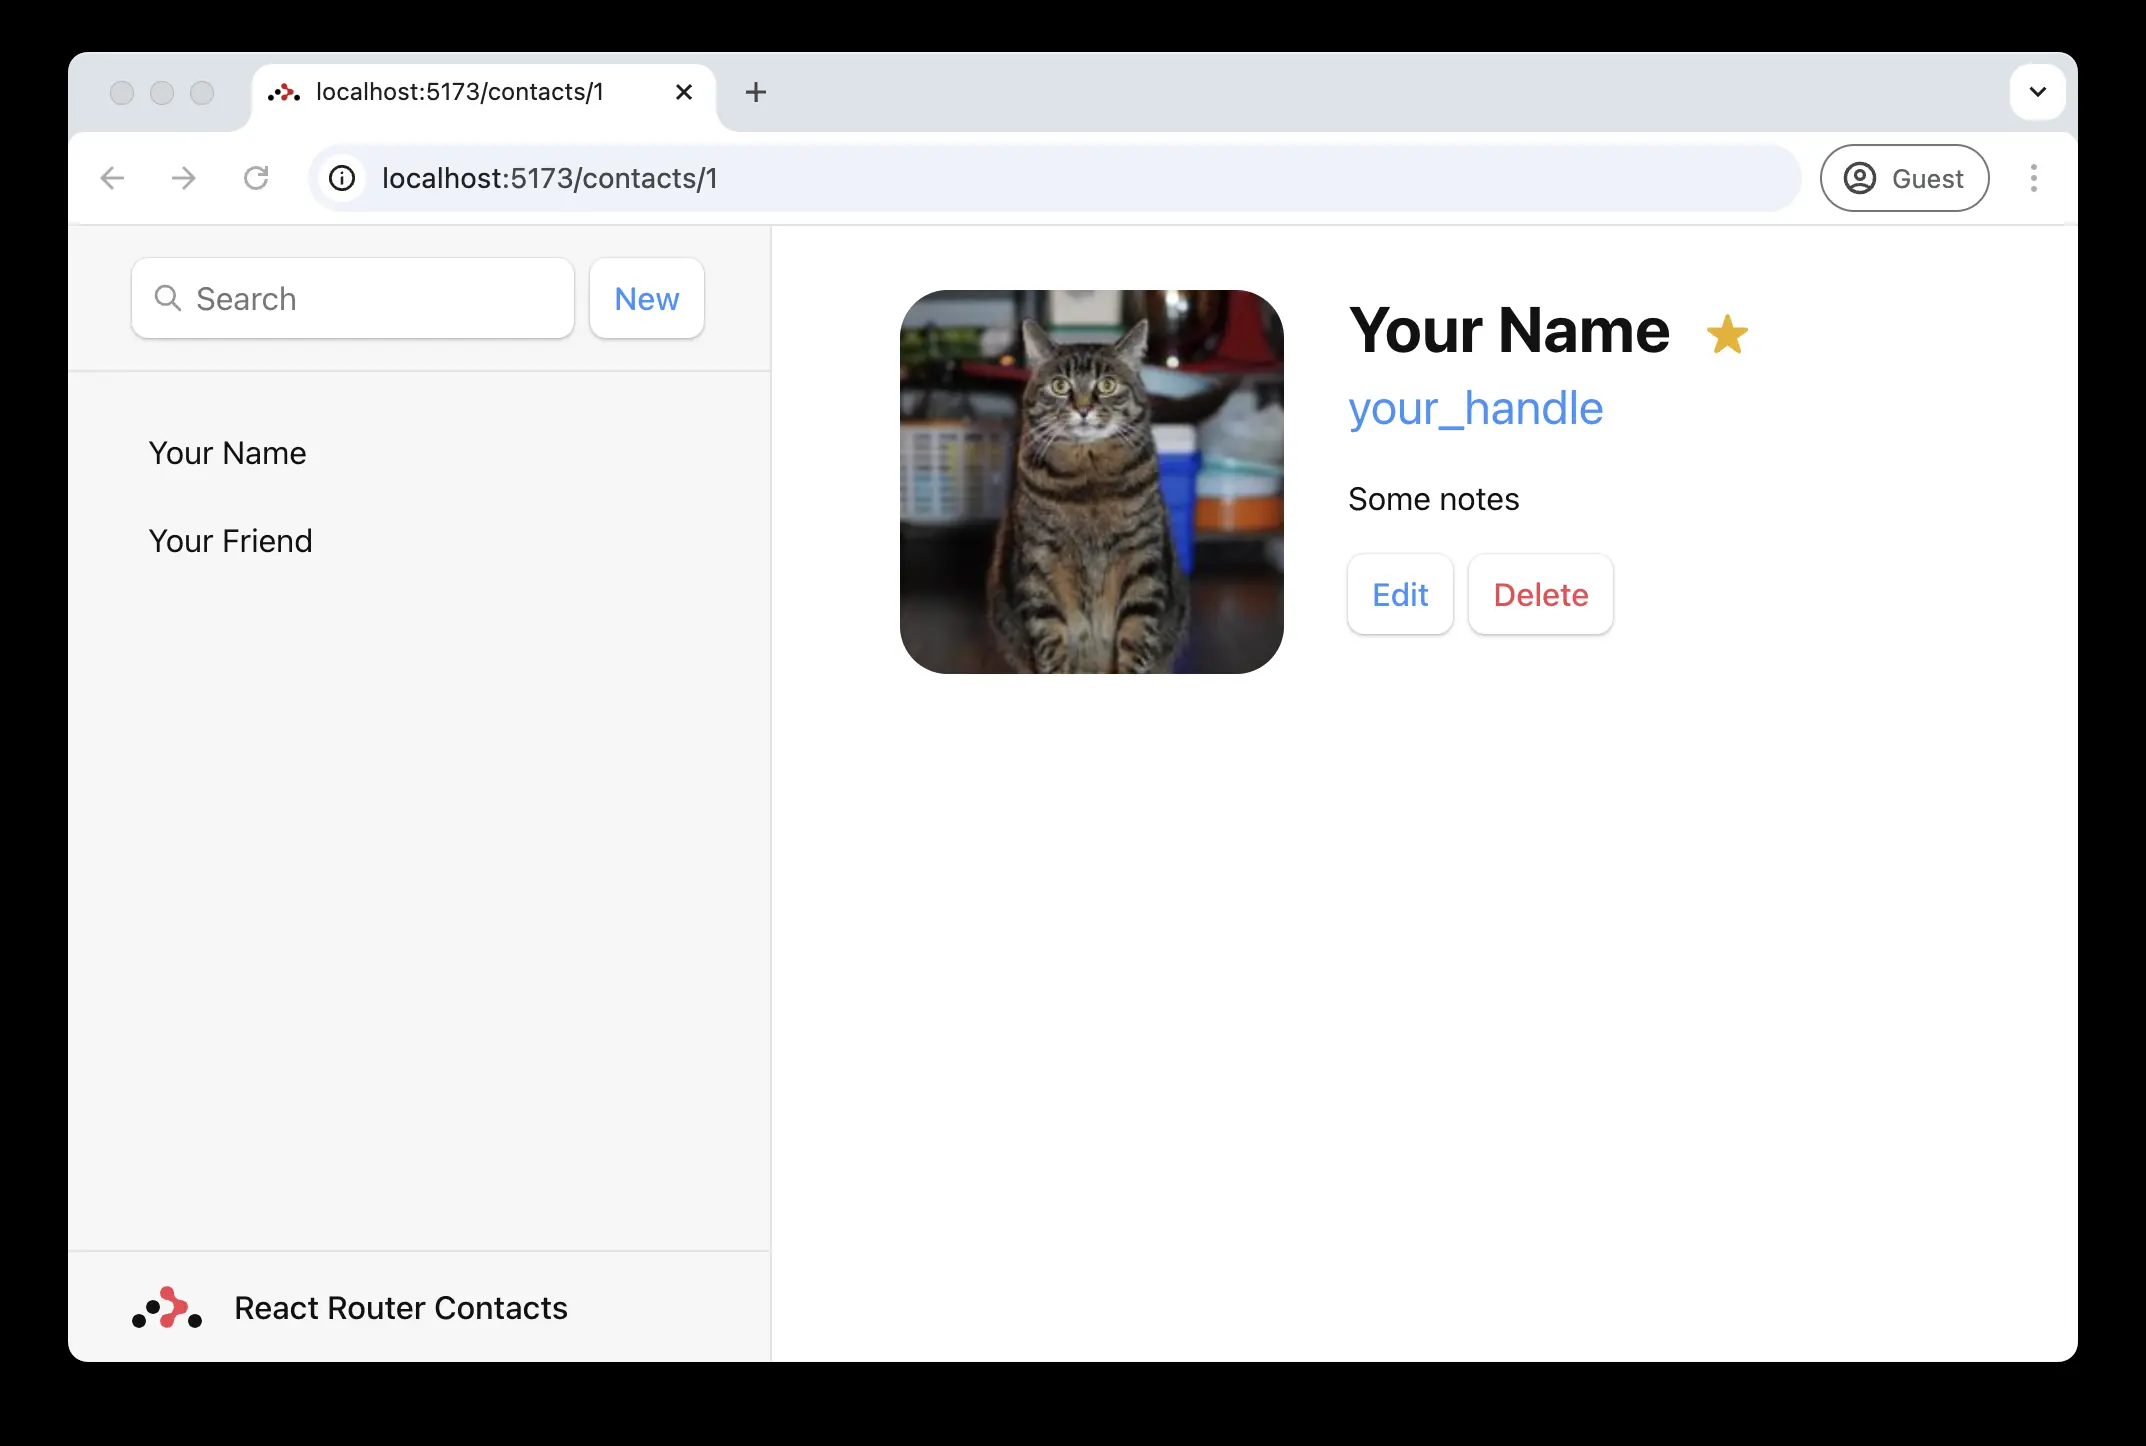 localhost:5173/contacts/1
localhost:5173/contacts/1
Guest
Search
New
Your Name
Your Friend
React Router Contacts
Your Name
your_handle
Some notes
Edit
Delete